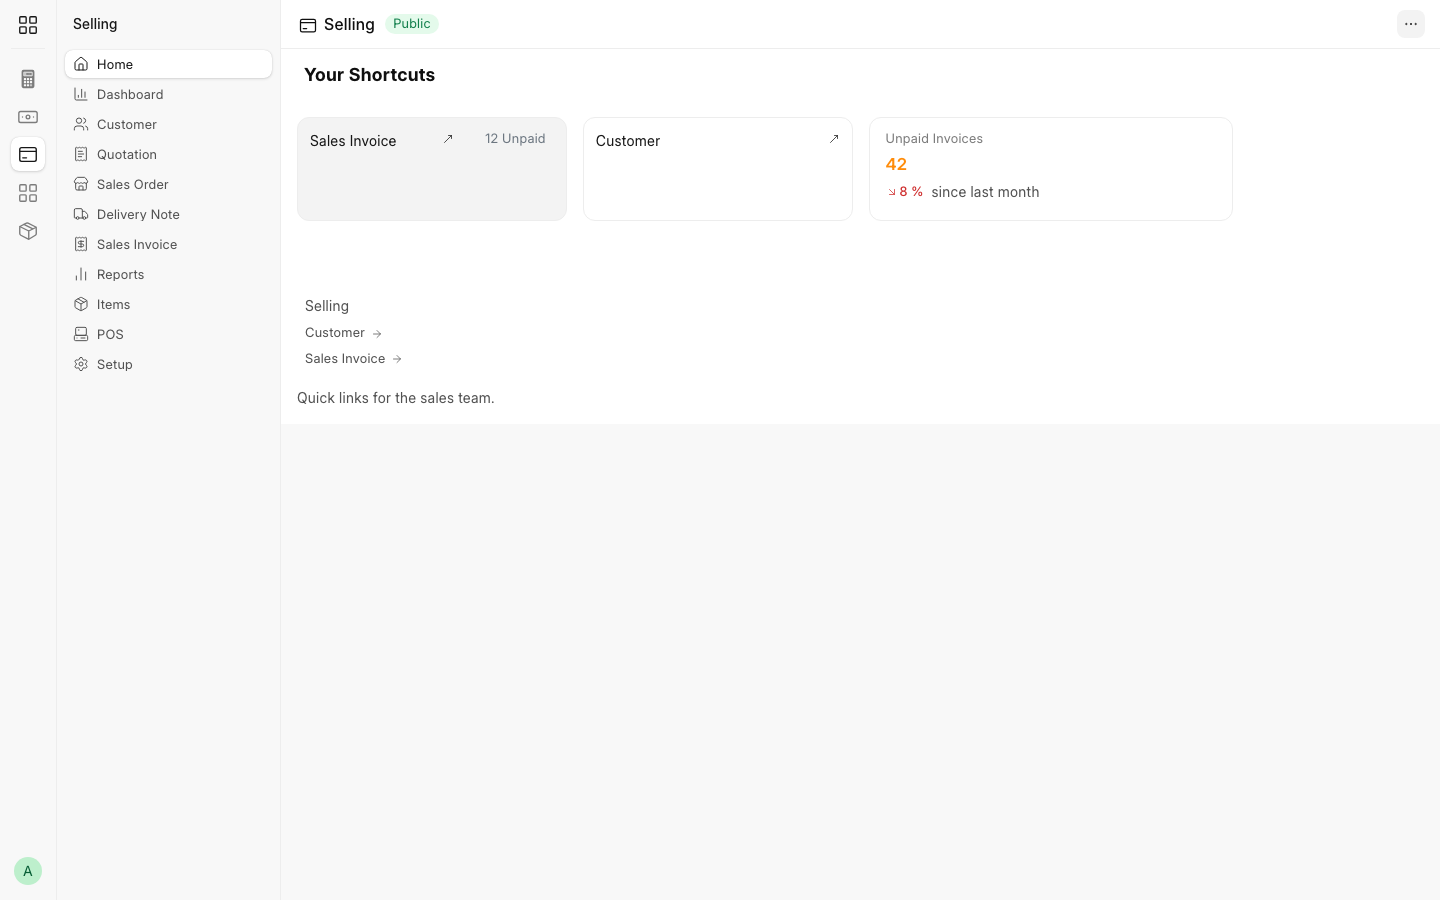 Selling
Home
Dashboard
Customer
Quotation
Sales Order
Delivery Note
Sales Invoice
Reports
Items
POS
Setup
A
Selling Public
Your Shortcuts
Sales Invoice 12 Unpaid
Customer
Unpaid Invoices
42
8 % since last month
Selling
Customer
Sales Invoice
Quick links for the sales team.